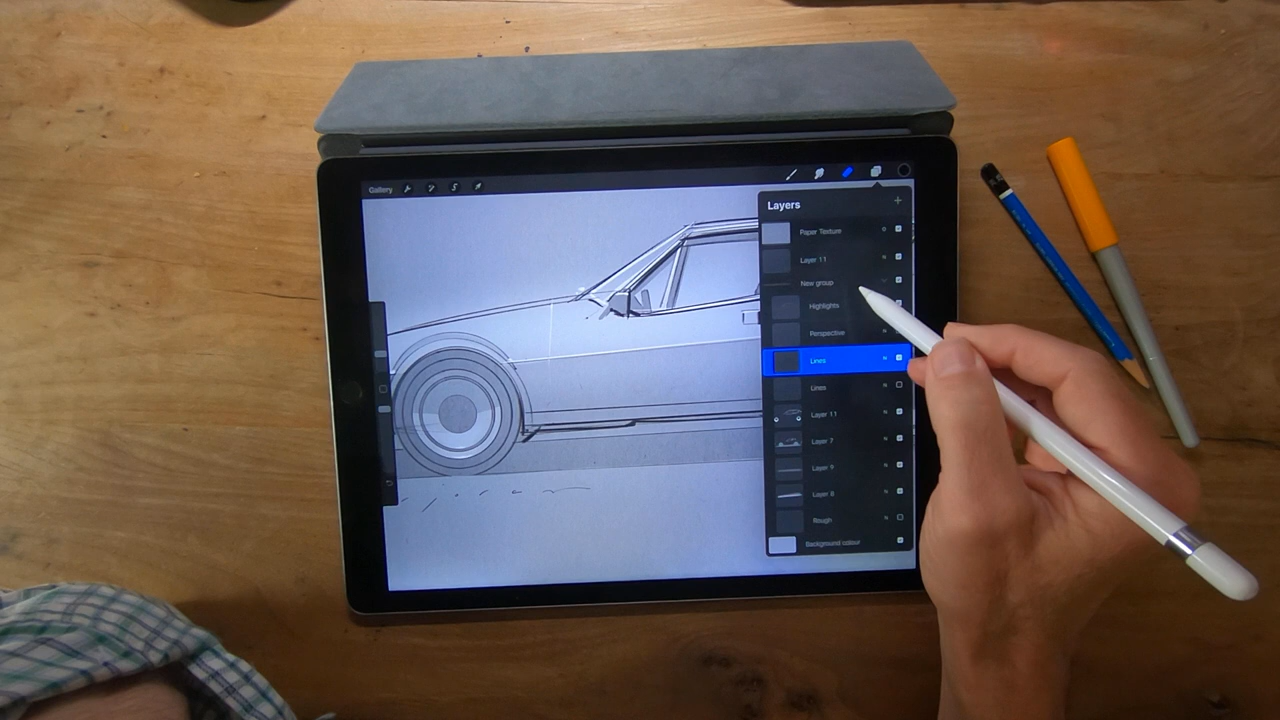 Gallery
Layers
Paper Texture
Layer 11
New group
Highlights
Perspective
Lines
Lines
Layer 11
Layer 7
Layer 9
Layer 8
Rough
Background colour